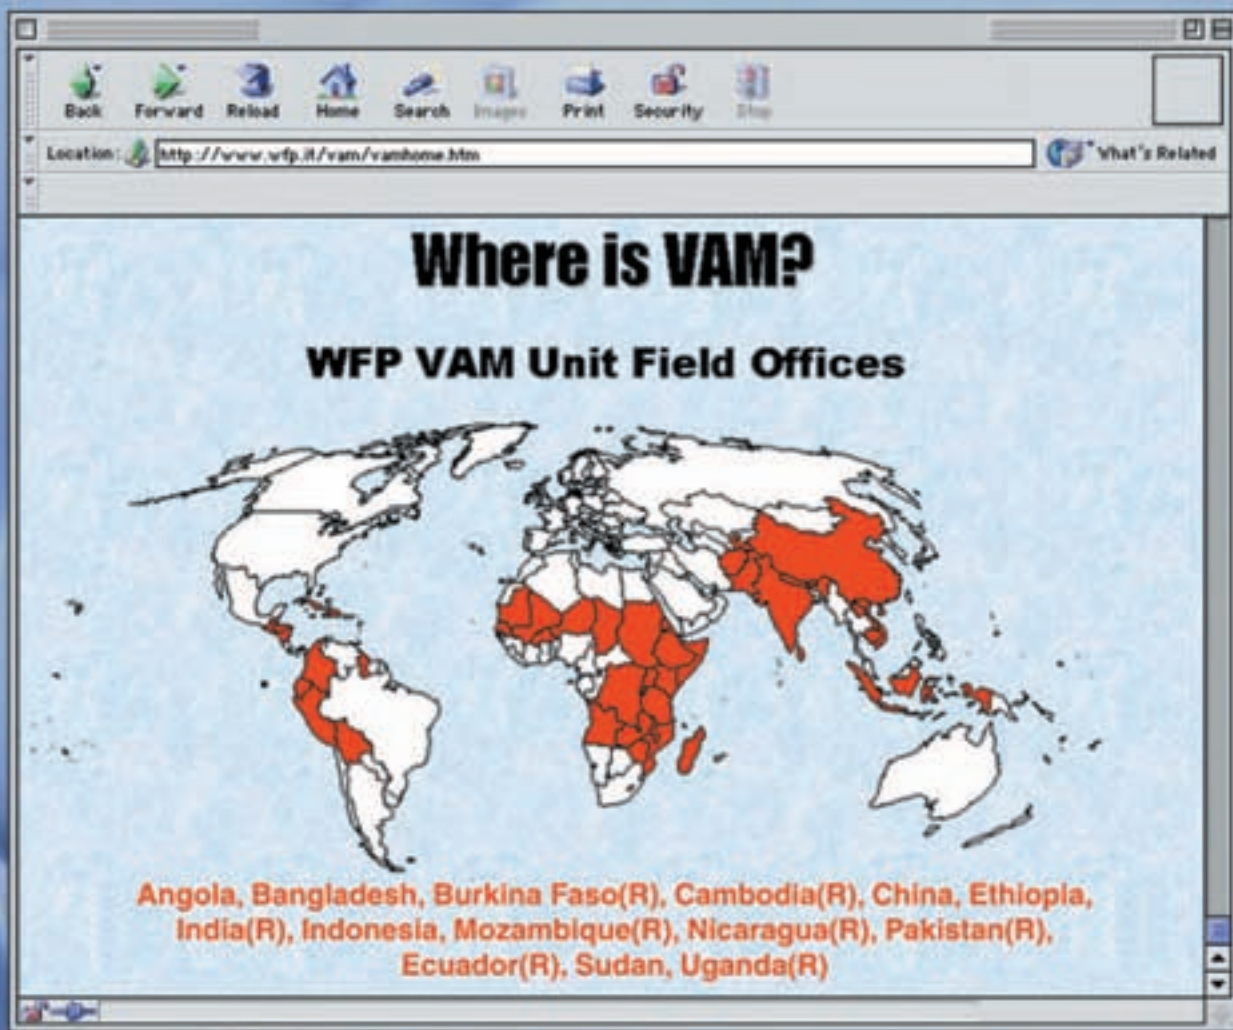 Back Forward Reload Home Search Images Print Security Stop
Location: http://www.wfp.it/vam/vamhome.htm What's Related
Where is VAM?
WFP VAM Unit Field Offices
Angola, Bangladesh, Burkina Faso(R), Cambodia(R), China, Ethiopia,
India(R), Indonesia, Mozambique(R), Nicaragua(R), Pakistan(R),
Ecuador(R), Sudan, Uganda(R)